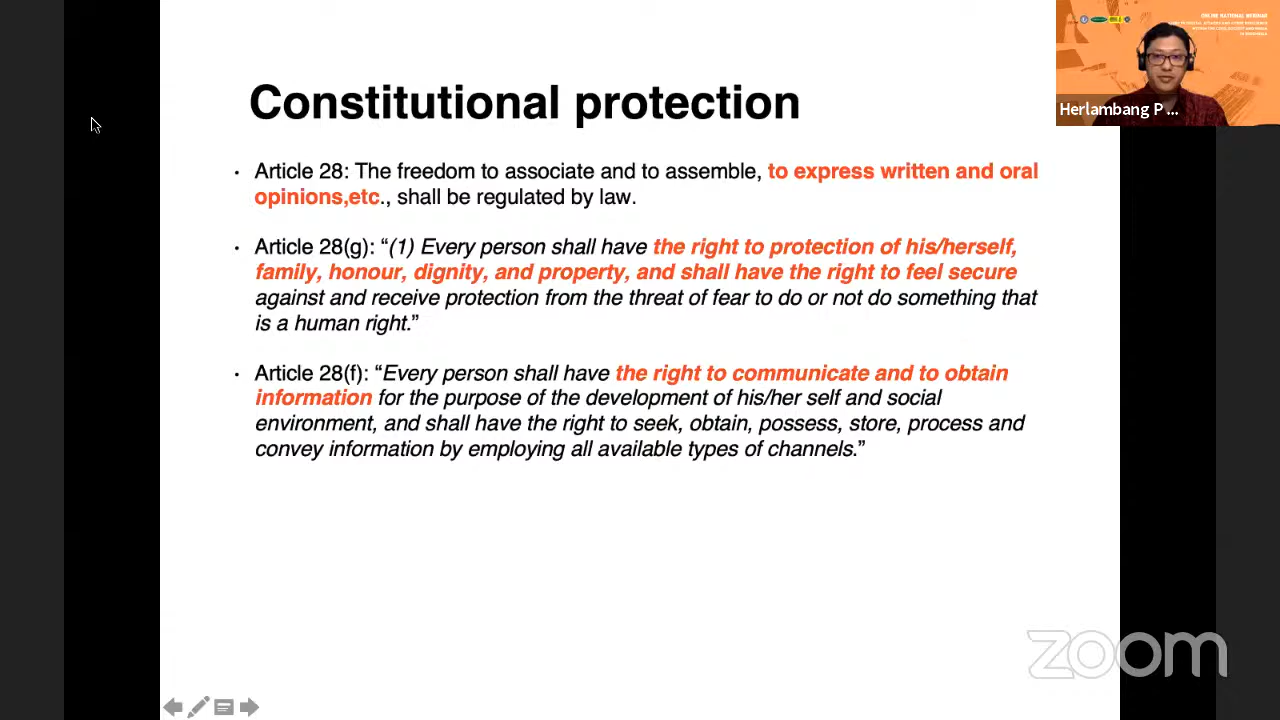 Constitutional protection
• Article 28: The freedom to associate and to assemble, to express written and oral
opinions,etc., shall be regulated by law.
• Article 28(g): “(1) Every person shall have the right to protection of his/herself,
family, honour, dignity, and property, and shall have the right to feel secure
against and receive protection from the threat of fear to do or not do something that
is a human right.”
• Article 28(f): “Every person shall have the right to communicate and to obtain
information for the purpose of the development of his/her self and social
environment, and shall have the right to seek, obtain, possess, store, process and
convey information by employing all available types of channels.”
ONLINE NATIONAL WEBINAR
Herlambang P ...
zoom